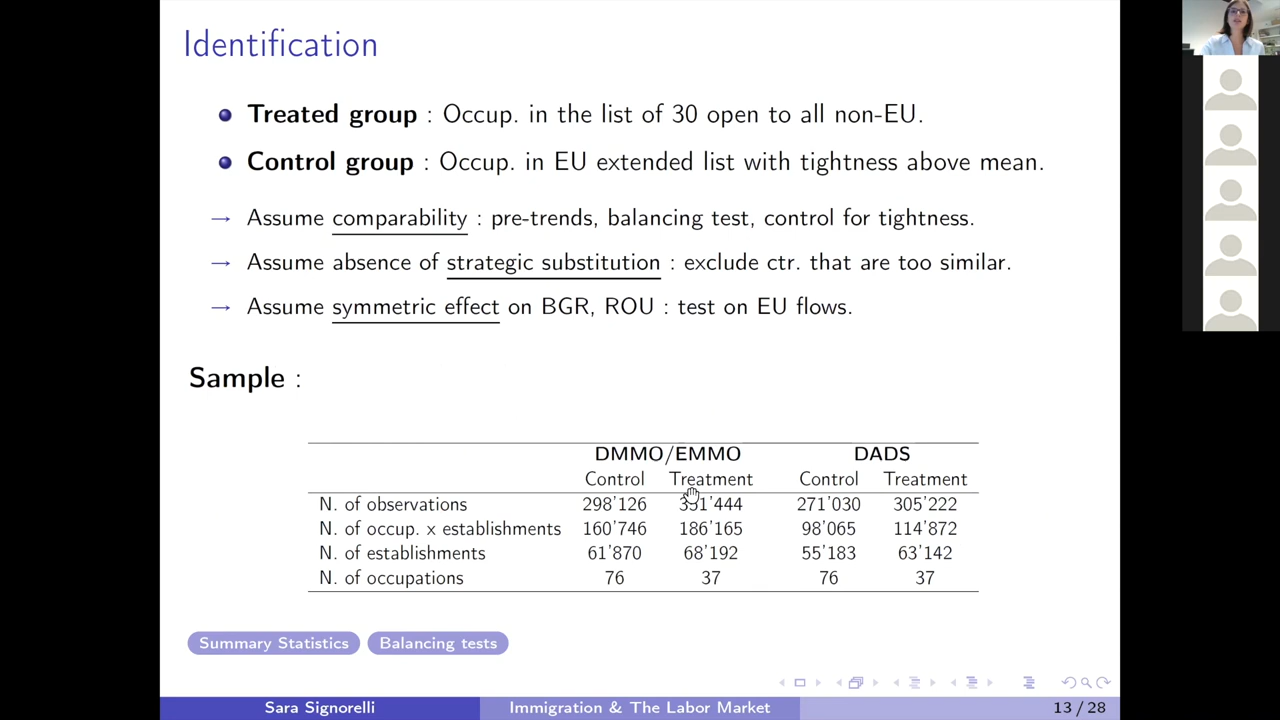 Identification
Treated group : Occup. in the list of 30 open to all non-EU.
Control group : Occup. in EU extended list with tightness above mean.
→ Assume comparability : pre-trends, balancing test, control for tightness.
→ Assume absence of strategic substitution : exclude ctr. that are too similar.
→ Assume symmetric effect on BGR, ROU : test on EU flows.
Sample :
DMMO/EMMO DADS
Control Treatment Control Treatment
N. of observations 298'126 271'030 305'222
N. of occup. x establishments 160'746 186'165 98'065 114'872
N. of establishments 61'870 68'192 55'183 63'142
N. of occupations 76 37 76 37
Summary Statistics Balancing tests
Sara Signorelli Immigration & The Labor Market 13 / 28